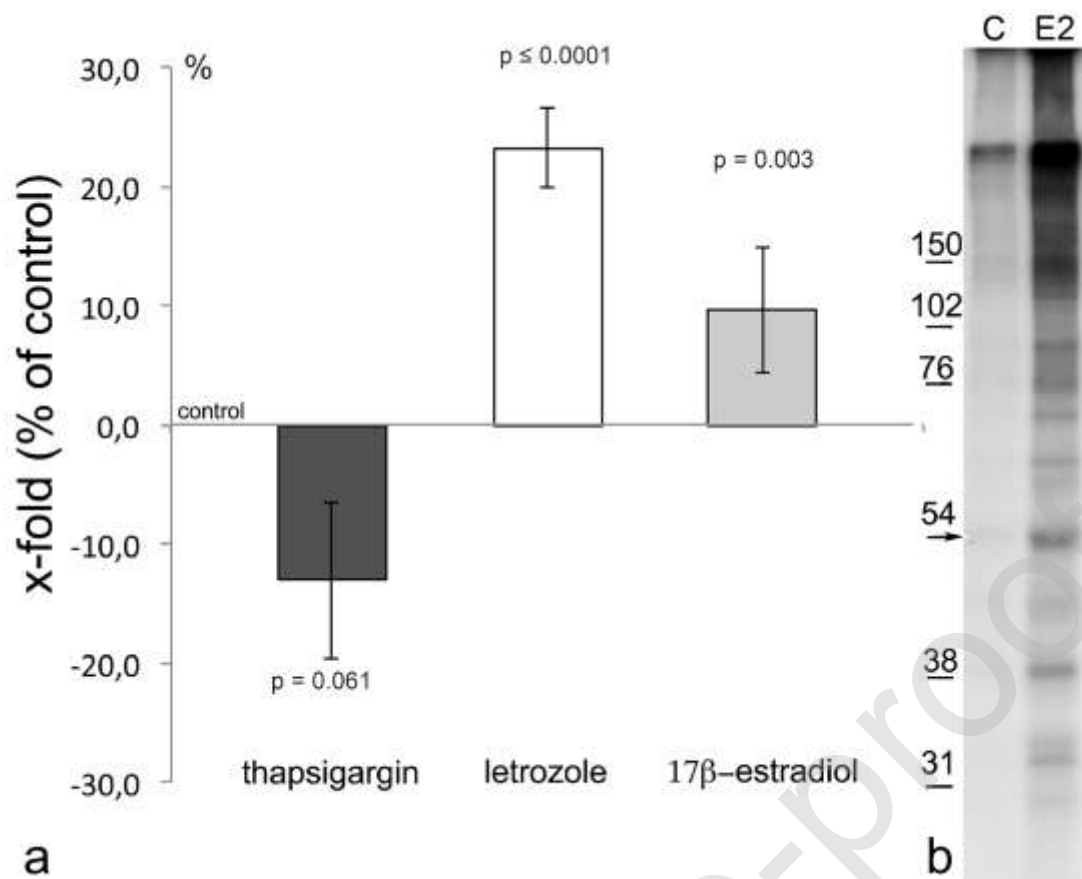 C E2
30,0 %
p ≤ 0.0001
20,0
p = 0.003
10,0
control
0,0
-10,0
-20,0
p = 0.061
-30,0
x-fold (% of control)
thapsigargin letrozole 17β–estradiol
a
150
102
76
54
38
31
b